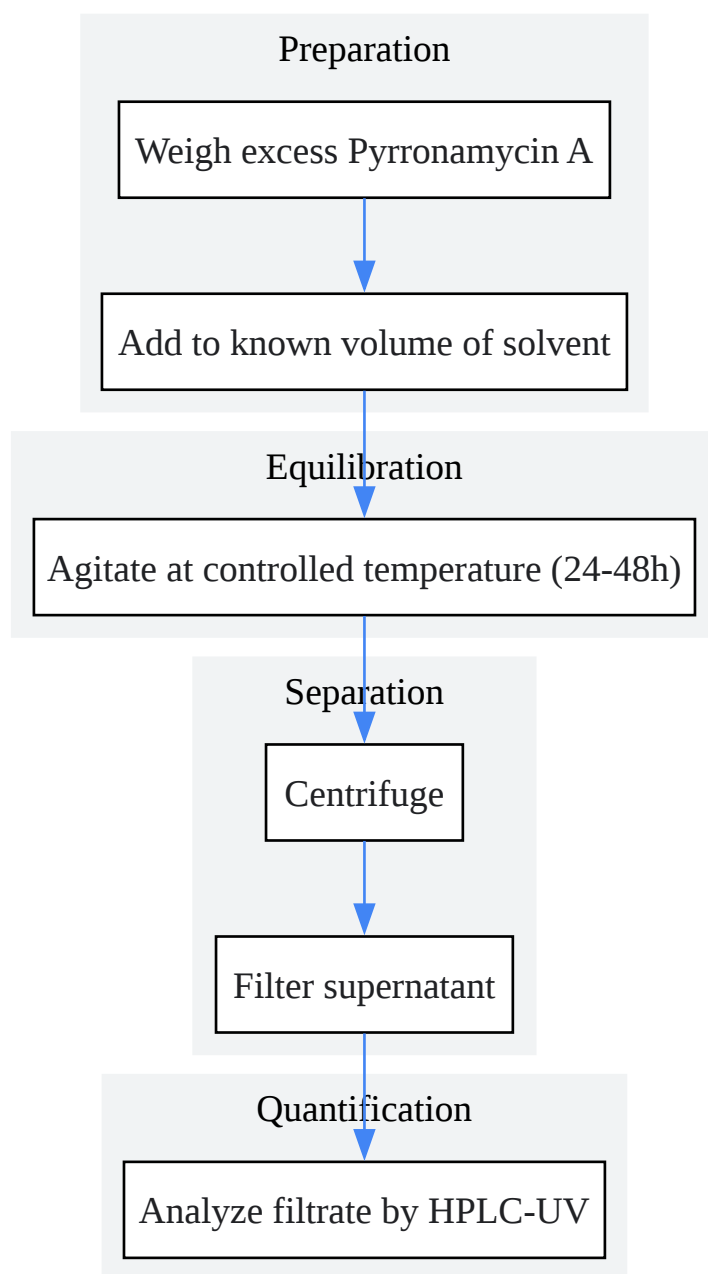 Preparation
Weigh excess Pyrronamycin A
Add to known volume of solvent
Equilibration
Agitate at controlled temperature (24-48h)
Separation
Centrifuge
Filter supernatant
Quantification
Analyze filtrate by HPLC-UV